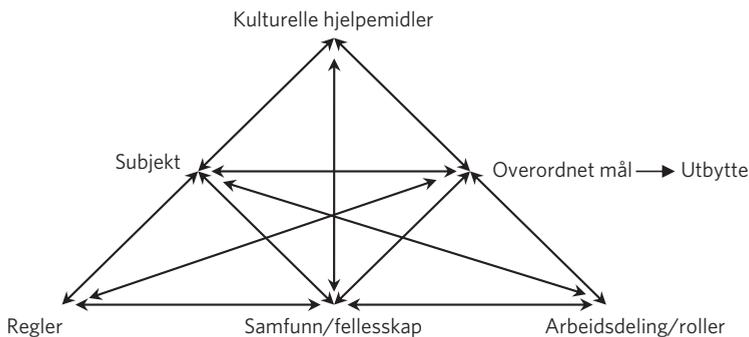 Kulturelle hjelpemidler
Subjekt
Overordnet mål
Utbytte
Regler
Samfunn/fellesskap
Arbeidsdeling/roller